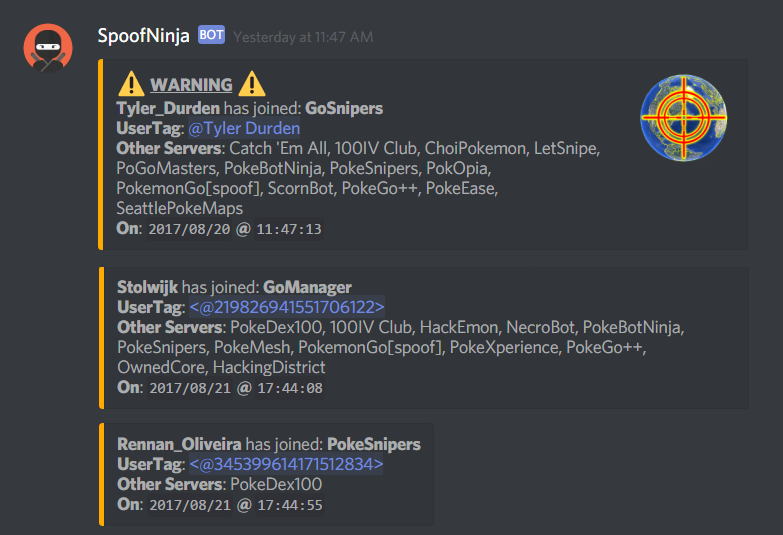 SpoofNinja BOT Yesterday at 11:47 AM
WARNING
Tyler_Durden has joined: GoSnipers
UserTag: @Tyler Durden
Other Servers: Catch 'Em All, 100IV Club, ChoiPokemon, LetSnipe,
PoGoMasters, PokeBotNinja, PokeSnipers, PokOpia,
PokemonGo[spoof], ScornBot, PokeGo++, PokeEase,
SeattlePokeMaps
On: 2017/08/20 @ 11:47:13
Stolwijk has joined: GoManager
UserTag: <@219826941551706122>
Other Servers: PokeDex100, 100IV Club, HackEmon, NecroBot, PokeBotNinja,
PokeSnipers, PokeMesh, PokemonGo[spoof], PokeXperience, PokeGo++,
OwnedCore, HackingDistrict
On: 2017/08/21 @ 17:44:08
Rennan_Oliveira has joined: PokeSnipers
UserTag: <@345399614171512834>
Other Servers: PokeDex100
On: 2017/08/21 @ 17:44:55